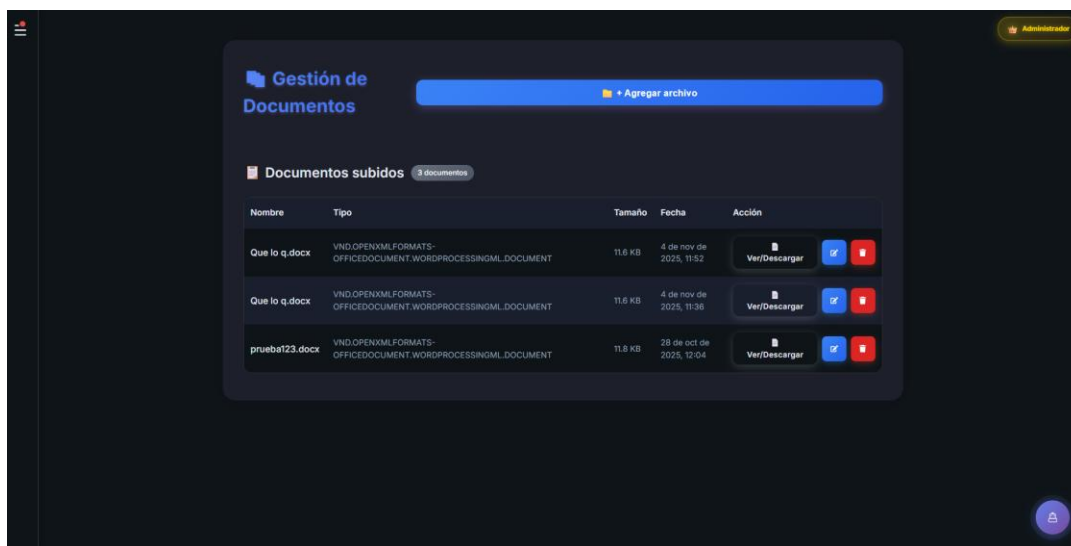 Administrador
Gestión de
Documentos
+ Agregar archivo
Documentos subidos 3 documentos
Nombre Tipo Tamaño Fecha Acción
Que lo q.docx VND.OPENXMLFORMATS-
OFFICEDOCUMENT.WORDPROCESSINGML.DOCUMENT 11.6 KB 4 de nov de
2025, 11:52 Ver/Descargar
Que lo q.docx VND.OPENXMLFORMATS-
OFFICEDOCUMENT.WORDPROCESSINGML.DOCUMENT 11.6 KB 4 de nov de
2025, 11:36 Ver/Descargar
prueba123.docx VND.OPENXMLFORMATS-
OFFICEDOCUMENT.WORDPROCESSINGML.DOCUMENT 11.8 KB 28 de oct de
2025, 12:04 Ver/Descargar